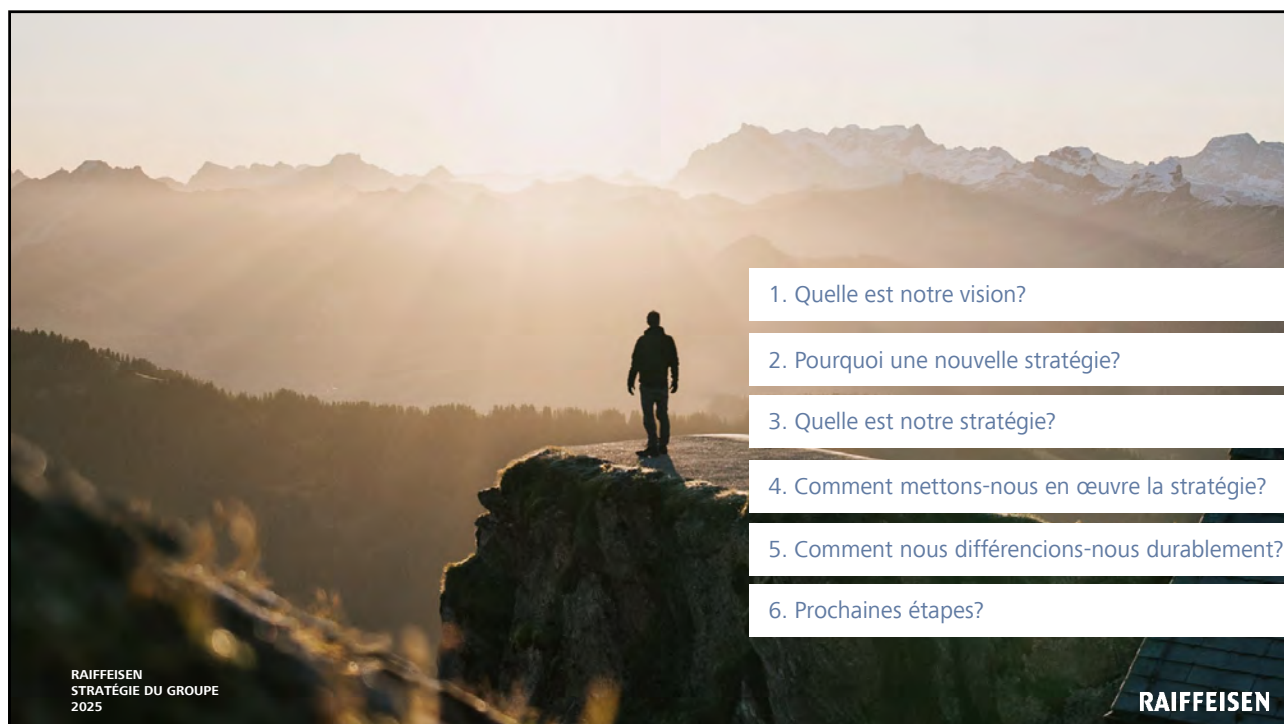 1. Quelle est notre vision?
2. Pourquoi une nouvelle stratégie?
3. Quelle est notre stratégie?
4. Comment mettons-nous en œuvre la stratégie?
5. Comment nous différencions-nous durablement?
6. Prochaines étapes?
RAIFFEISEN
STRATÉGIE DU GROUPE
2025
RAIFFEISEN